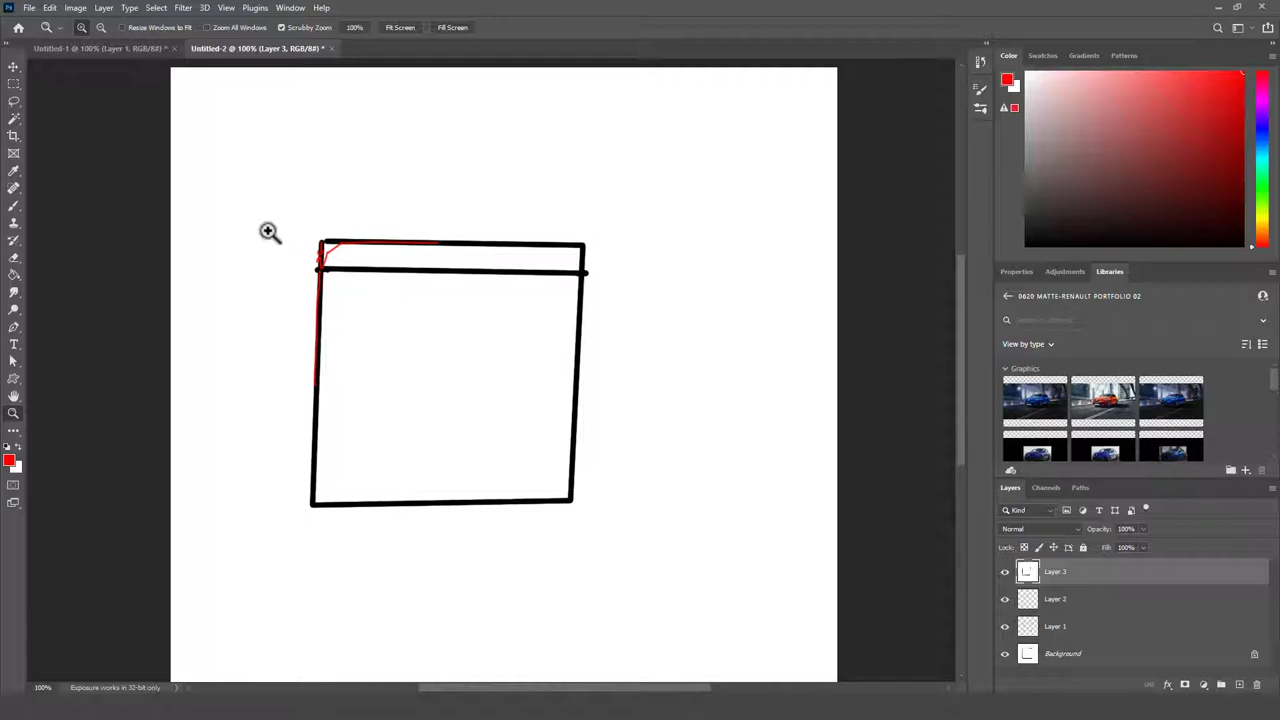 Ps File Edit Image Layer Type Select Filter 3D View Plugins Window Help
Resize Windows to Fit Zoom All Windows Scrubby Zoom 100% Fit Screen Fill Screen
Untitled-1 @ 100% (Layer 1, RGB/8#) * × Untitled-2 @ 100% (Layer 3, RGB/8#) * ×
Color Swatches Gradients Patterns
Properties Adjustments Libraries
0620 MATTE-RENAULT PORTFOLIO 02
View by type
Graphics
Layers Channels Paths
Kind
Normal Opacity: 100%
Lock: Fill: 100%
Layer 3
Layer 2
Layer 1
Background
100% Exposure works in 32-bit only